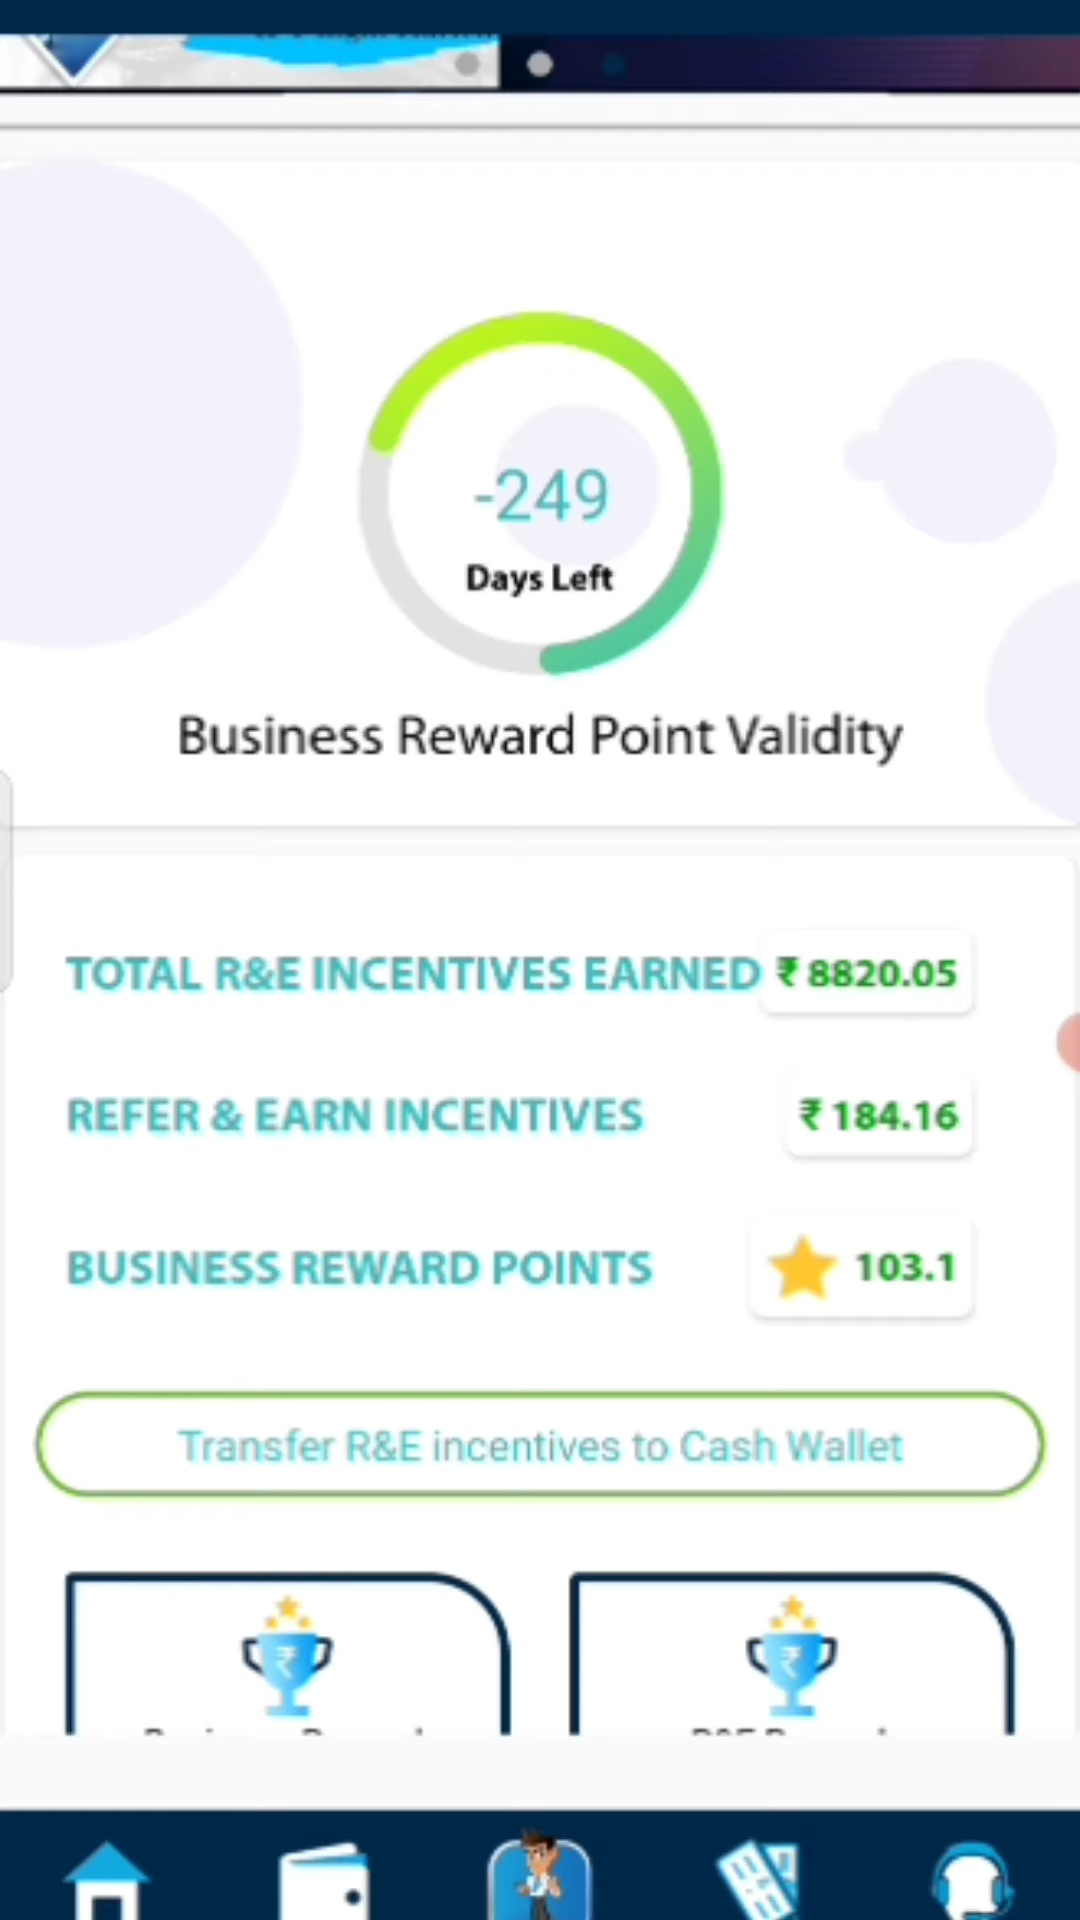 -249
Days Left
Business Reward Point Validity
TOTAL R&E INCENTIVES EARNED ₹ 8820.05
REFER & EARN INCENTIVES ₹ 184.16
BUSINESS REWARD POINTS 103.1
Transfer R&E incentives to Cash Wallet
₹ ₹